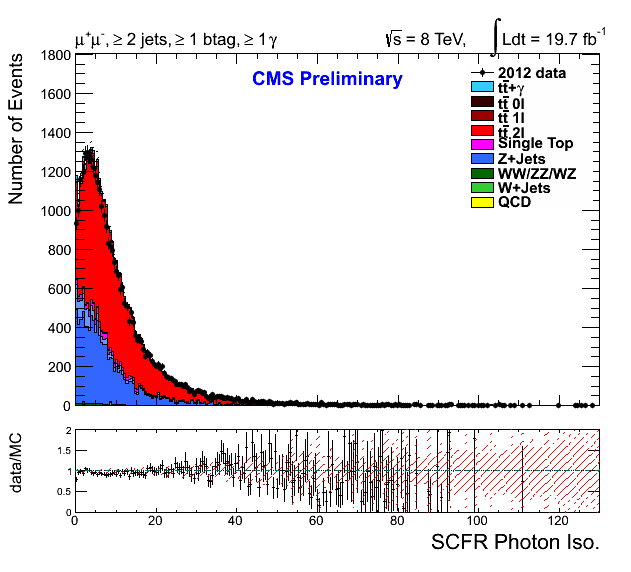 μ⁺μ⁻, ≥ 2 jets, ≥ 1 btag, ≥ 1 γ
√s = 8 TeV, ∫ Ldt = 19.7 fb⁻¹
CMS Preliminary
2012 data
tt̄+γ
tt̄ 0l
tt̄ 1l
tt̄ 2l
Single Top
Z+Jets
WW/ZZ/WZ
W+Jets
QCD
Number of Events
1800
1600
1400
1200
1000
800
600
400
200
0
data/MC
2
1.5
1
0.5
0
0 20 40 60 80 100 120
SCFR Photon Iso.